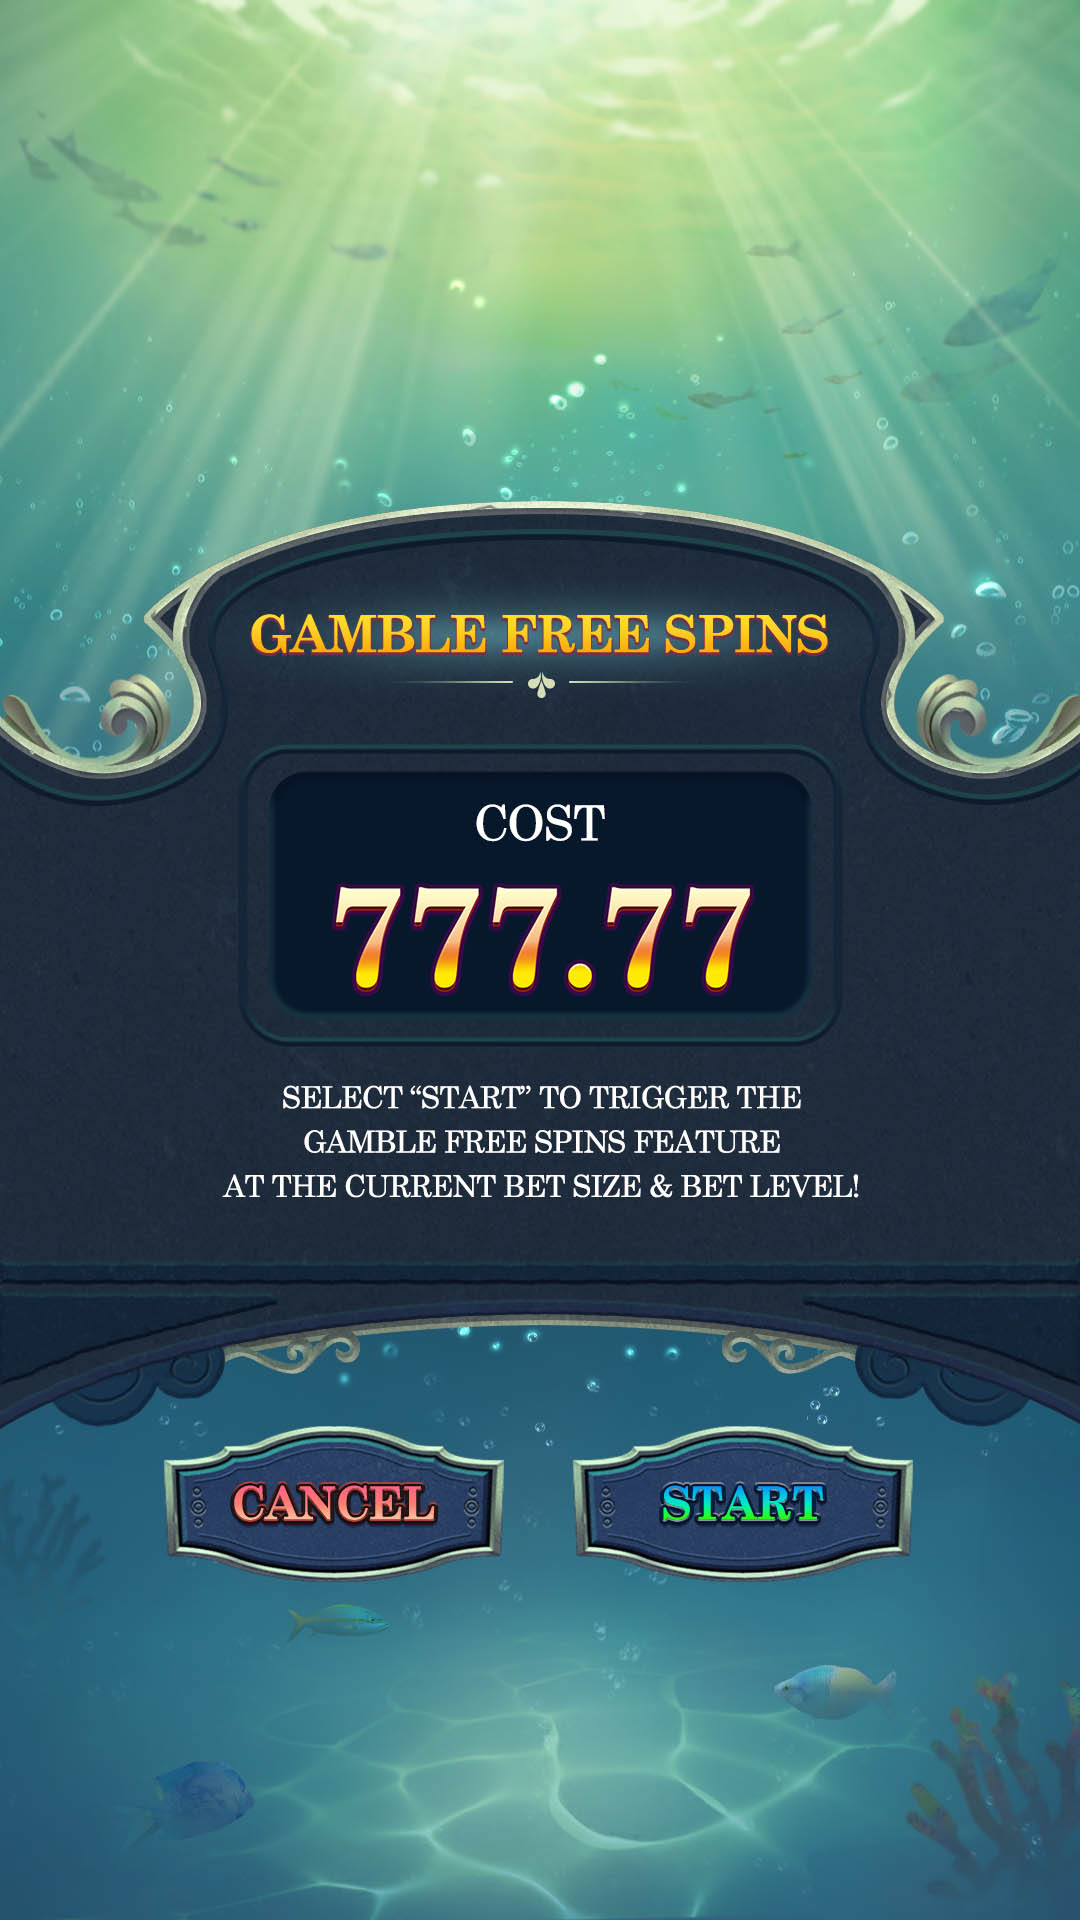 GAMBLE FREE SPINS
COST
777.77
SELECT “START” TO TRIGGER THE
GAMBLE FREE SPINS FEATURE
AT THE CURRENT BET SIZE & BET LEVEL!
CANCEL
START